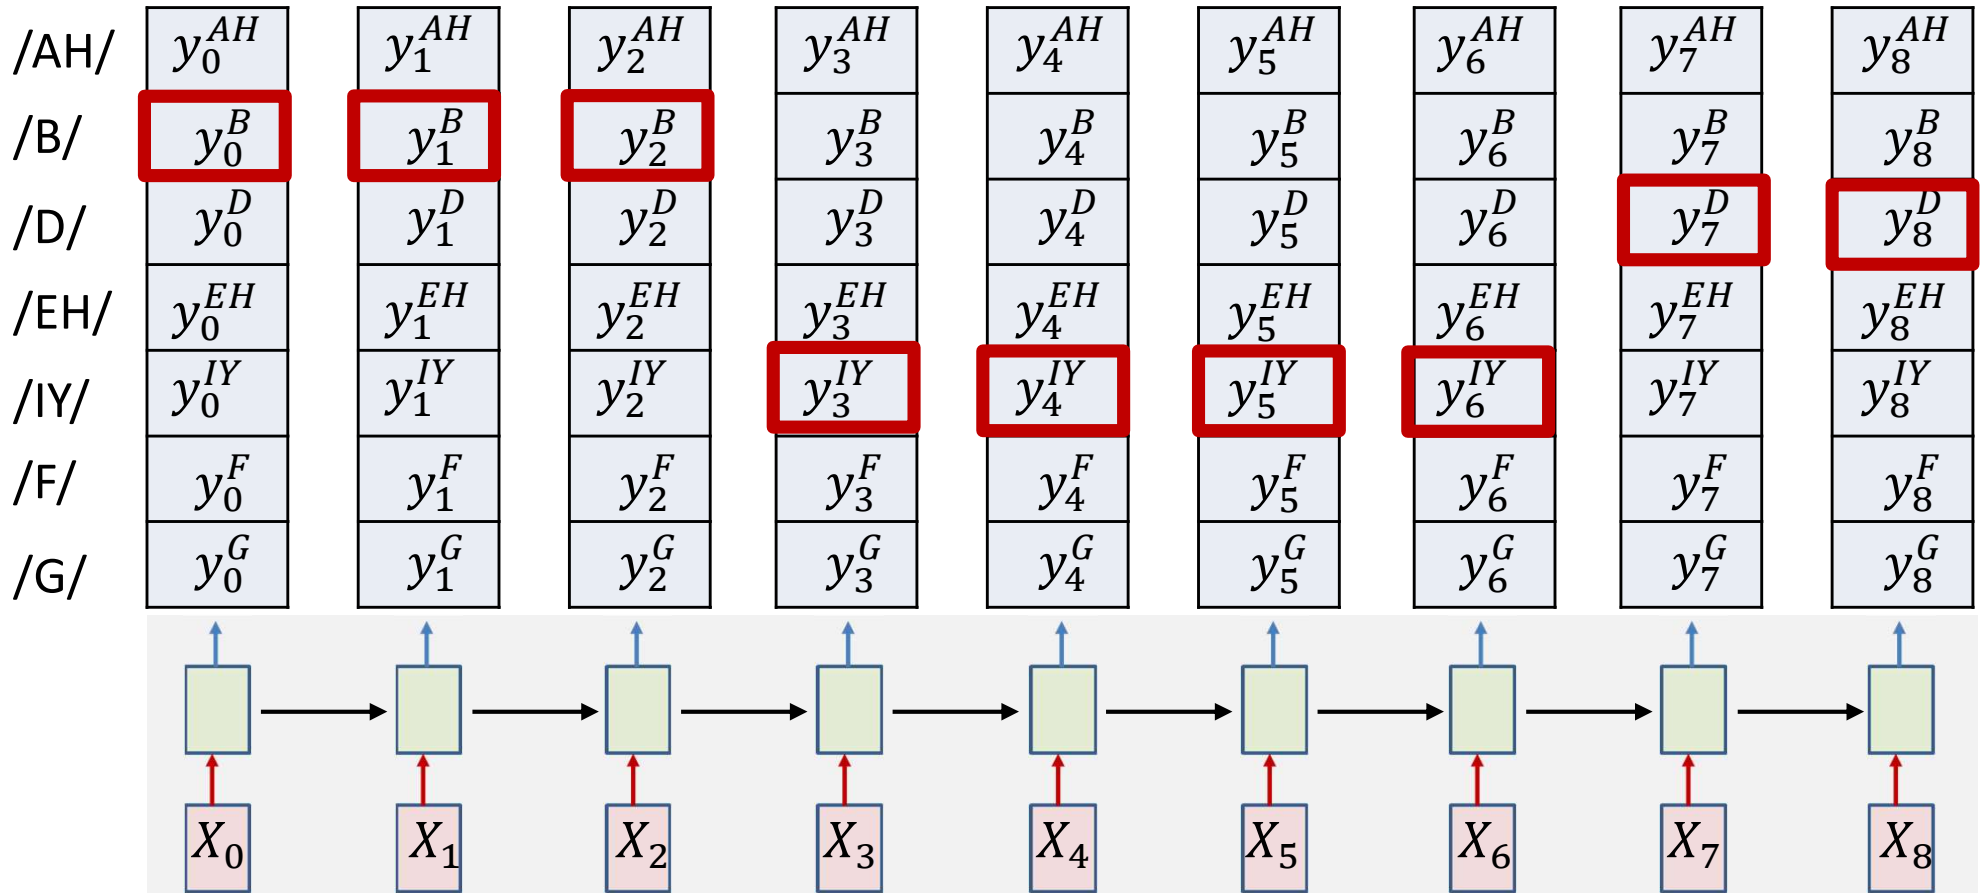 /AH/ y_0^{AH} y_1^{AH} y_2^{AH} y_3^{AH} y_4^{AH} y_5^{AH} y_6^{AH} y_7^{AH} y_8^{AH}
/B/ y_0^{B} y_1^{B} y_2^{B} y_3^{B} y_4^{B} y_5^{B} y_6^{B} y_7^{B} y_8^{B}
/D/ y_0^{D} y_1^{D} y_2^{D} y_3^{D} y_4^{D} y_5^{D} y_6^{D} y_7^{D} y_8^{D}
/EH/ y_0^{EH} y_1^{EH} y_2^{EH} y_3^{EH} y_4^{EH} y_5^{EH} y_6^{EH} y_7^{EH} y_8^{EH}
/IY/ y_0^{IY} y_1^{IY} y_2^{IY} y_3^{IY} y_4^{IY} y_5^{IY} y_6^{IY} y_7^{IY} y_8^{IY}
/F/ y_0^{F} y_1^{F} y_2^{F} y_3^{F} y_4^{F} y_5^{F} y_6^{F} y_7^{F} y_8^{F}
/G/ y_0^{G} y_1^{G} y_2^{G} y_3^{G} y_4^{G} y_5^{G} y_6^{G} y_7^{G} y_8^{G}
X_0 X_1 X_2 X_3 X_4 X_5 X_6 X_7 X_8